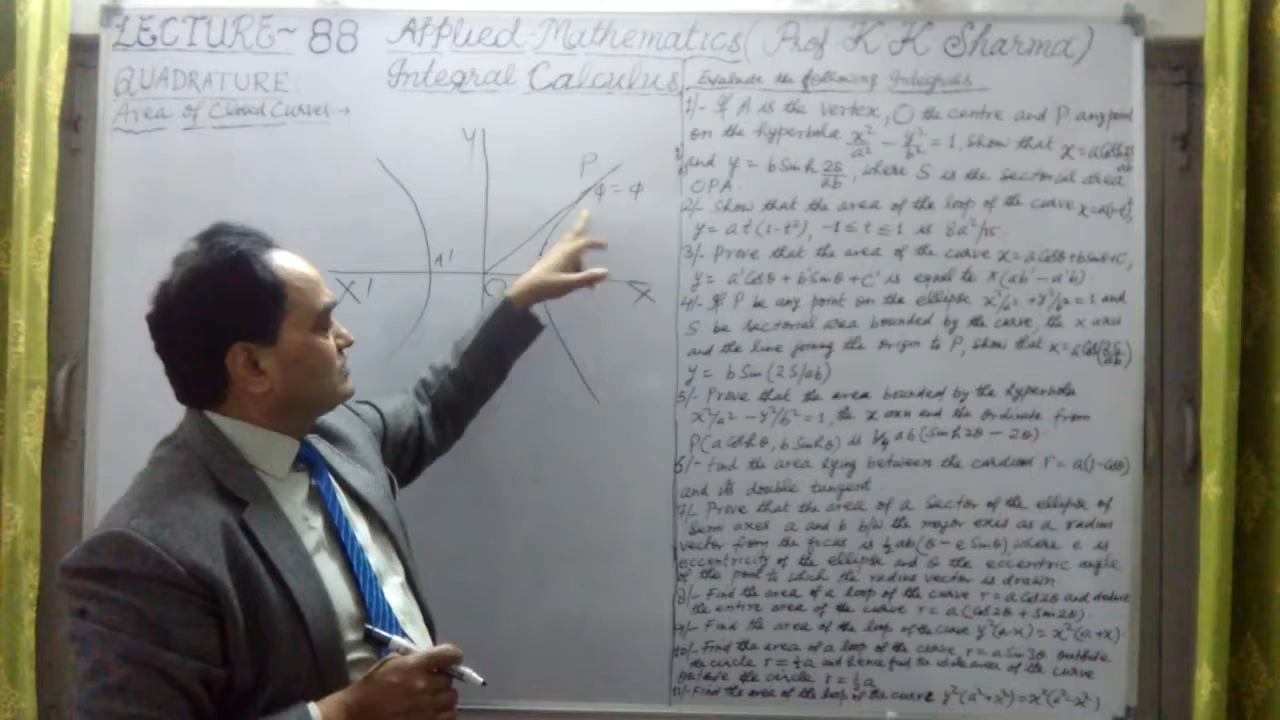 LECTURE~88 Applied-Mathematics (Prof K K Sharma)
QUADRATURE
Integral Calculus
Area of Closed Curves→
Y
P
φ = φ
A'
X'
O
X
Evaluate the following Integrals
1/- If A is the vertex, O the centre and P any point
on the hyperbola x²/a² - y²/b² = 1, Show that x = a Cosh 2S/ab
and y = b Sinh 2S/ab, where S is the sectorial area
OPA.
2/- Show that the area of the loop of the curve x = a(1-t²),
y = at(1-t²), -1≤t≤1 is 8a²/15.
3/- Prove that the area of the curve x = a Cosθ + b sinθ + C,
y = a'Cosθ + b'Sinθ + C' is equal to π(ab' - a'b)
4/- If P be any point on the ellipse x²/a² + y²/b² = 1 and
S be sectorial area bounded by the curve, the x axis
and the line joining the origin to P, show that x = a Cos(2S/ab)
y = b Sin (2S/ab)
5/- Prove that the area bounded by the hyperbola
x²/a² - y²/b² = 1, the x axis and the ordinate from
P(a coshθ, b sinhθ) is 1/4 ab (Sinh 2θ - 2θ)
6/- Find the area lying between the cardioid r = a(1-Cosθ)
and its double tangent
7/- Prove that the area of a sector of the ellipse of
Semi axes a and b b/w the major axis as a radius
vector from the focus is ½ab(θ - e Sinθ), where e is
eccentricity of the ellipse and θ the eccentric angle
of the point to which the radius vector is drawn
8/- Find the area of a loop of the curve r = a Cos2θ and deduce
the entire area of the curve r = a (Cos2θ + Sin2θ)
9/- Find the area of the loop of the curve y²(a-x) = x²(a+x)
10/- Find the area of a loop of the curve r = a Sin3θ outside
the circle r = ½a and hence find the whole area of the curve
outside the circle r = ½a
11/- Find the area of the loop of the curve y²(a²+x²) = x²(a²-x²)